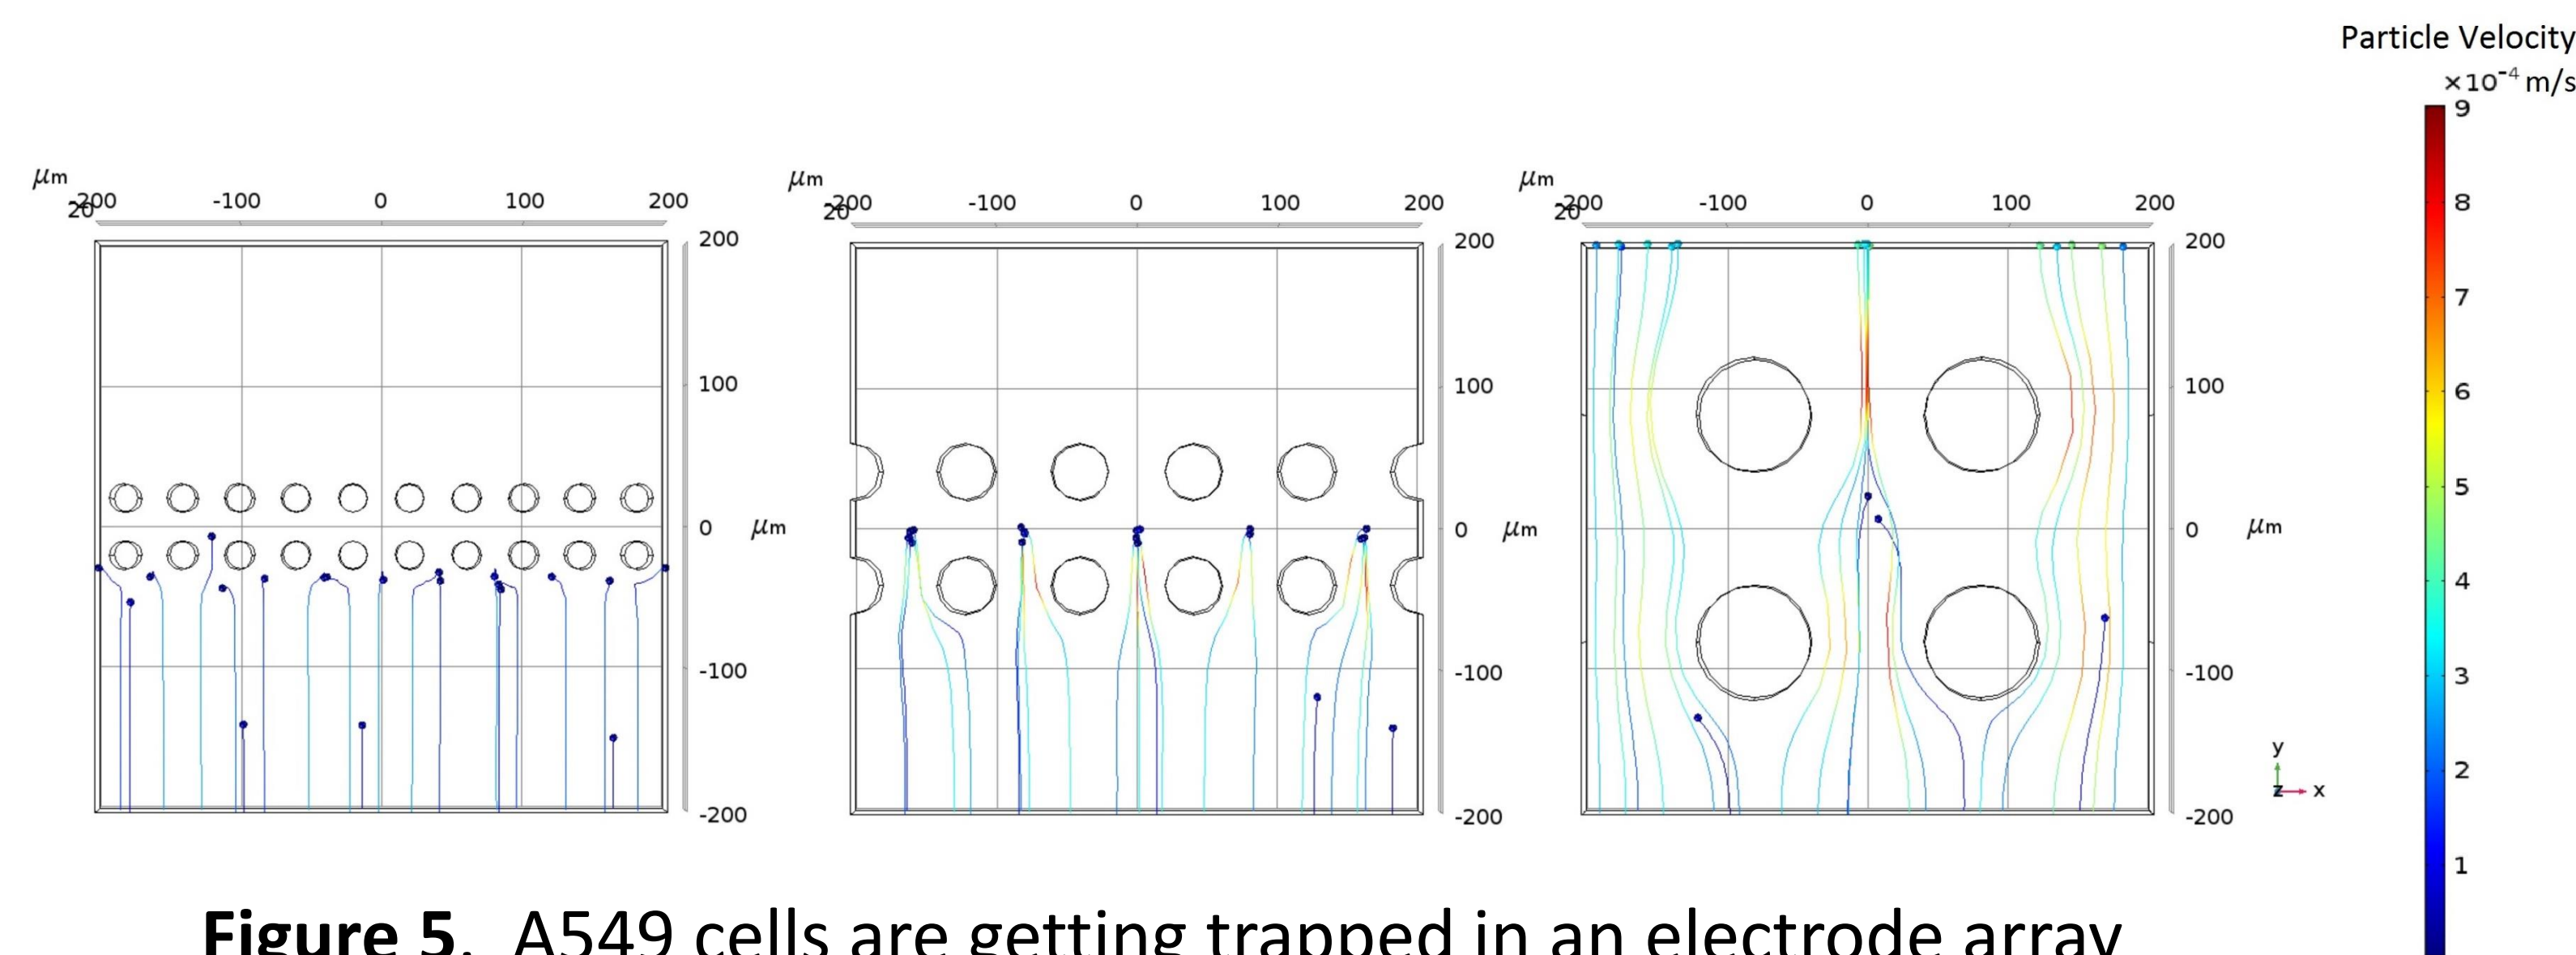 Particle Velocity
×10⁻⁴ m/s
μm
-200 -100 0 100 200
20
200
100
0 μm
-100
-200
μm
-200 -100 0 100 200
20
200
100
0 μm
-100
-200
μm
-200 -100 0 100 200
20
200
100
0 μm
-100
-200
y
z x
9
8
7
6
5
4
3
2
1
Figure 5. A549 cells are getting trapped in an electrode array